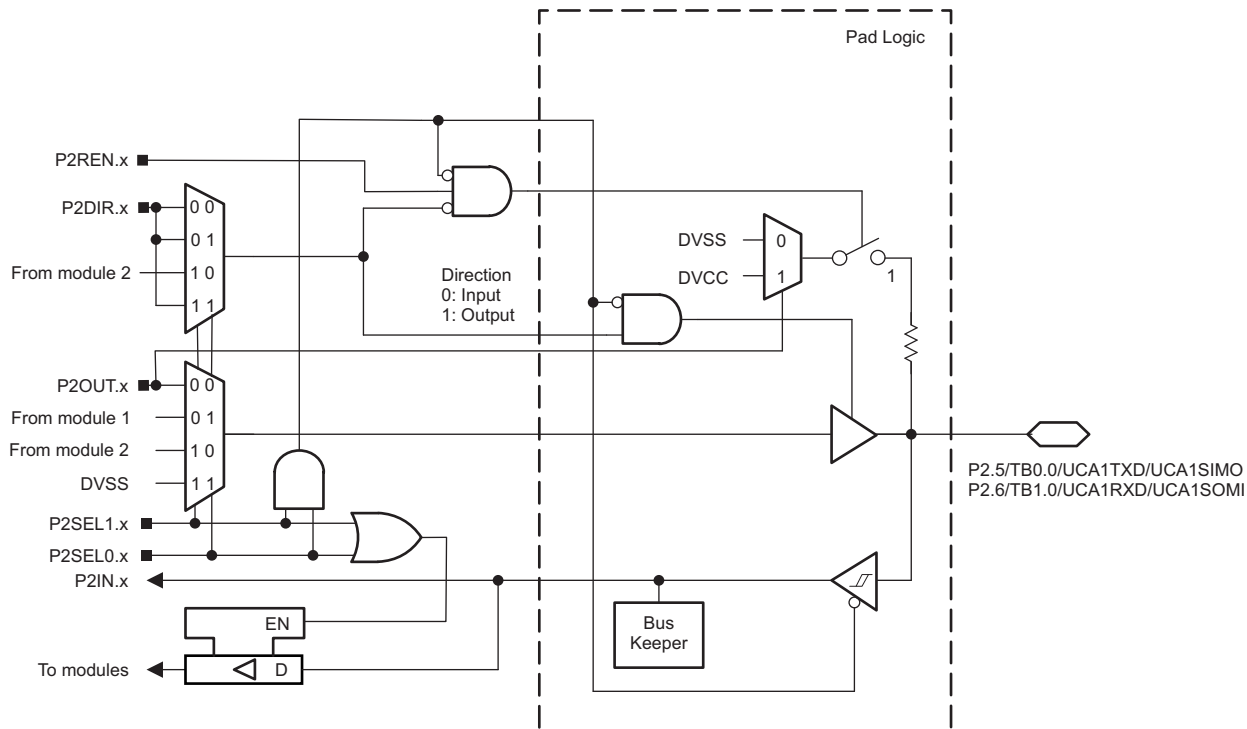 Pad Logic
P2REN.x
P2DIR.x
0 0
0 1
From module 2
1 0
1 1
Direction
0: Input
1: Output
DVSS
0
DVCC
1
1
P2OUT.x
0 0
From module 1
0 1
From module 2
1 0
DVSS
1 1
P2.5/TB0.0/UCA1TXD/UCA1SIMO
P2.6/TB1.0/UCA1RXD/UCA1SOMI
P2SEL1.x
P2SEL0.x
P2IN.x
Bus
Keeper
EN
To modules
D